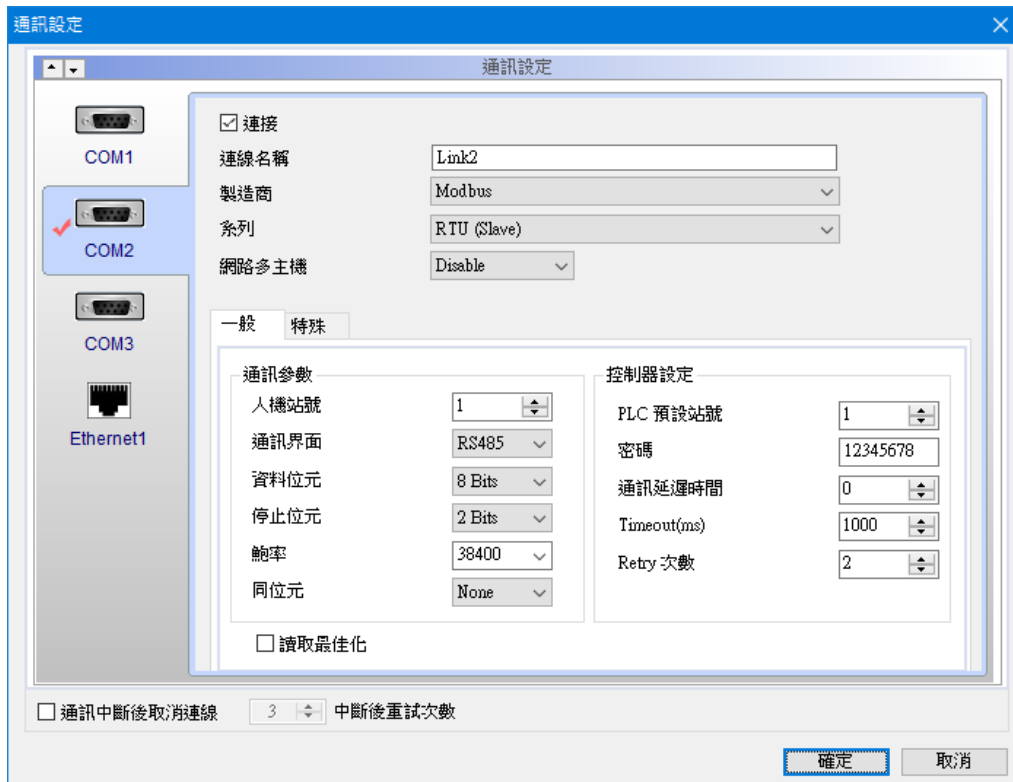 通訊設定
通訊設定
COM1
COM2
COM3
Ethernet1
連接
連線名稱 Link2
製造商 Modbus
系列 RTU (Slave)
網路多主機 Disable
一般 特殊
通訊參數
人機站號 1
通訊界面 RS485
資料位元 8 Bits
停止位元 2 Bits
鮑率 38400
同位元 None
控制器設定
PLC 預設站號 1
密碼 12345678
通訊延遲時間 0
Timeout(ms) 1000
Retry 次數 2
讀取最佳化
通訊中斷後取消連線 3 中斷後重試次數
確定 取消